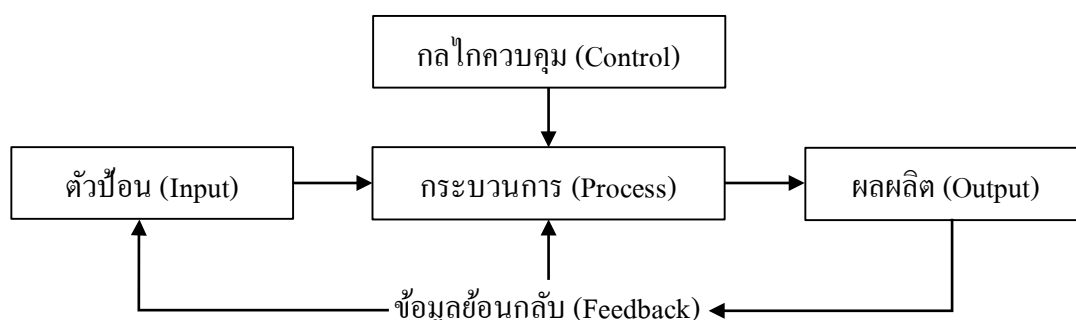 กลไกควบคุม (Control)
ตัวป้อน (Input)
กระบวนการ (Process)
ผลผลิต (Output)
ข้อมูลย้อนกลับ (Feedback)